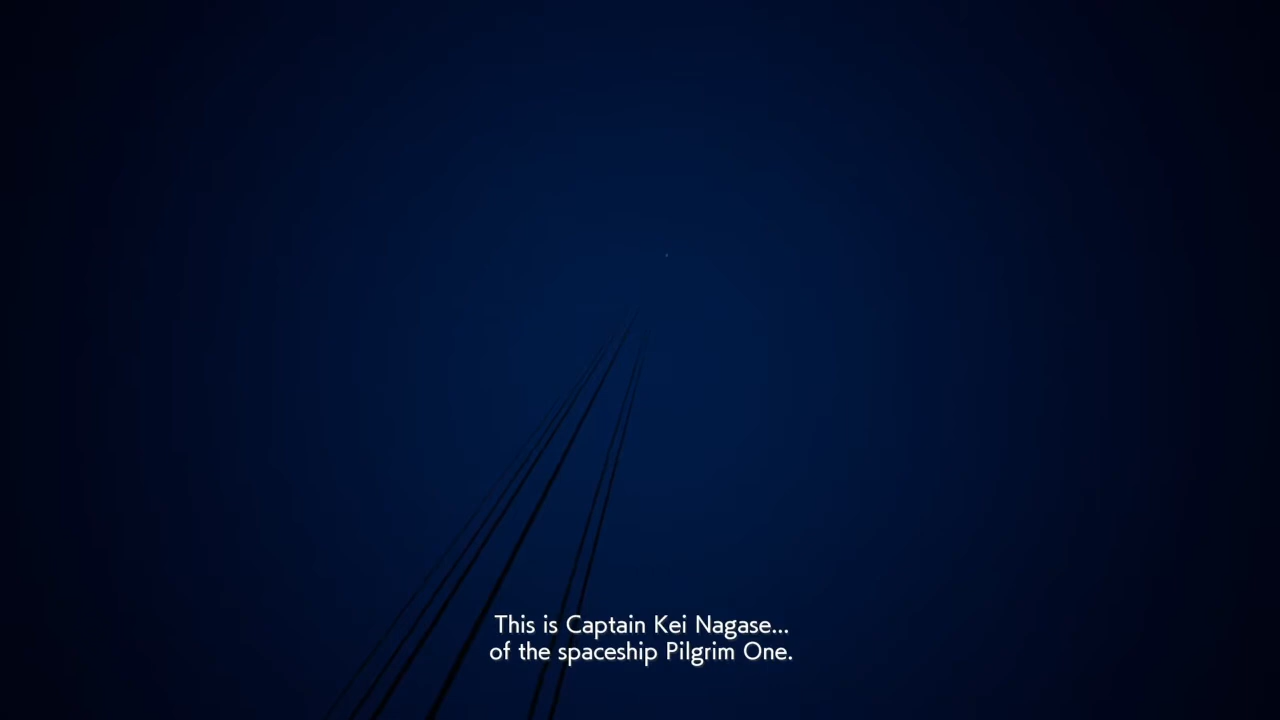 This is Captain Kei Nagase...
of the spaceship Pilgrim One.